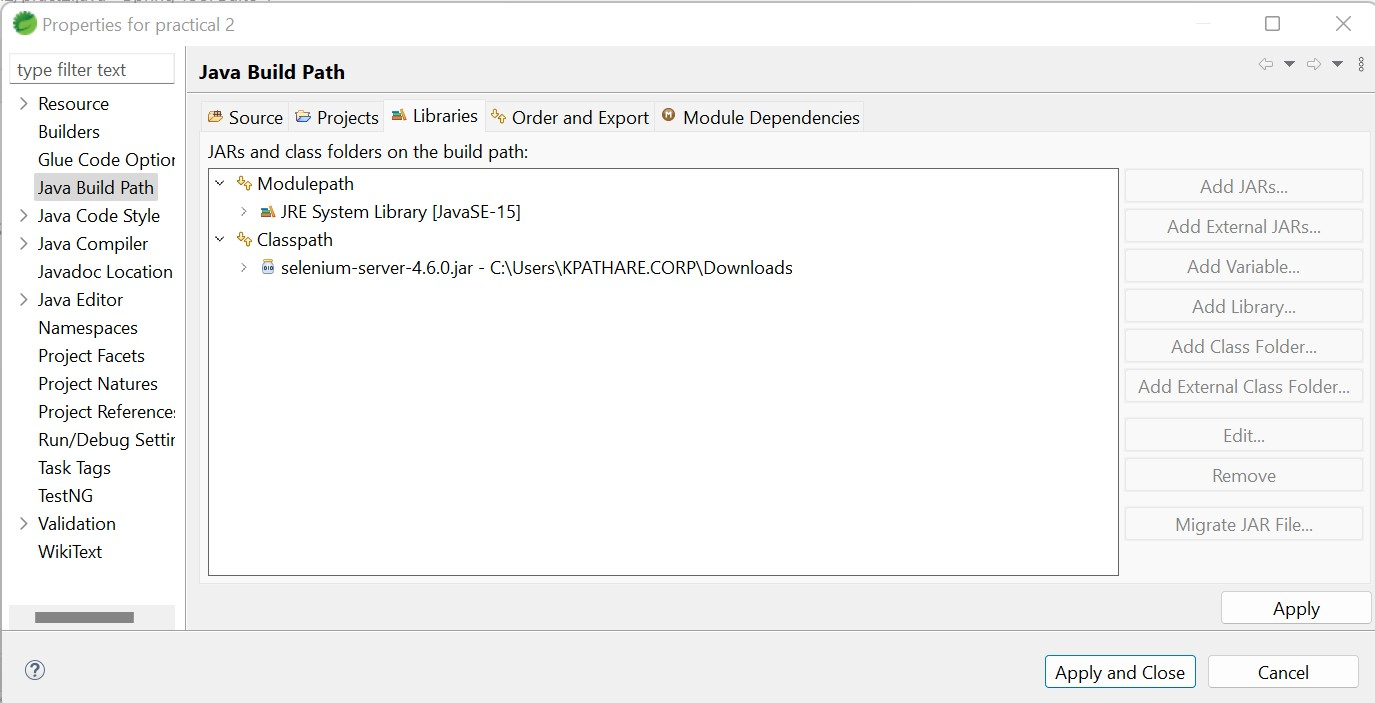 Properties for practical 2
type filter text
Resource
Builders
Glue Code Option
Java Build Path
Java Code Style
Java Compiler
Javadoc Location
Java Editor
Namespaces
Project Facets
Project Natures
Project References
Run/Debug Settin
Task Tags
TestNG
Validation
WikiText
Java Build Path
Source
Projects
Libraries
Order and Export
Module Dependencies
JARs and class folders on the build path:
Modulepath
JRE System Library [JavaSE-15]
Classpath
selenium-server-4.6.0.jar - C:\Users\KPATHARE.CORP\Downloads
Add JARs...
Add External JARs...
Add Variable...
Add Library...
Add Class Folder...
Add External Class Folder...
Edit...
Remove
Migrate JAR File...
Apply
?
Apply and Close
Cancel